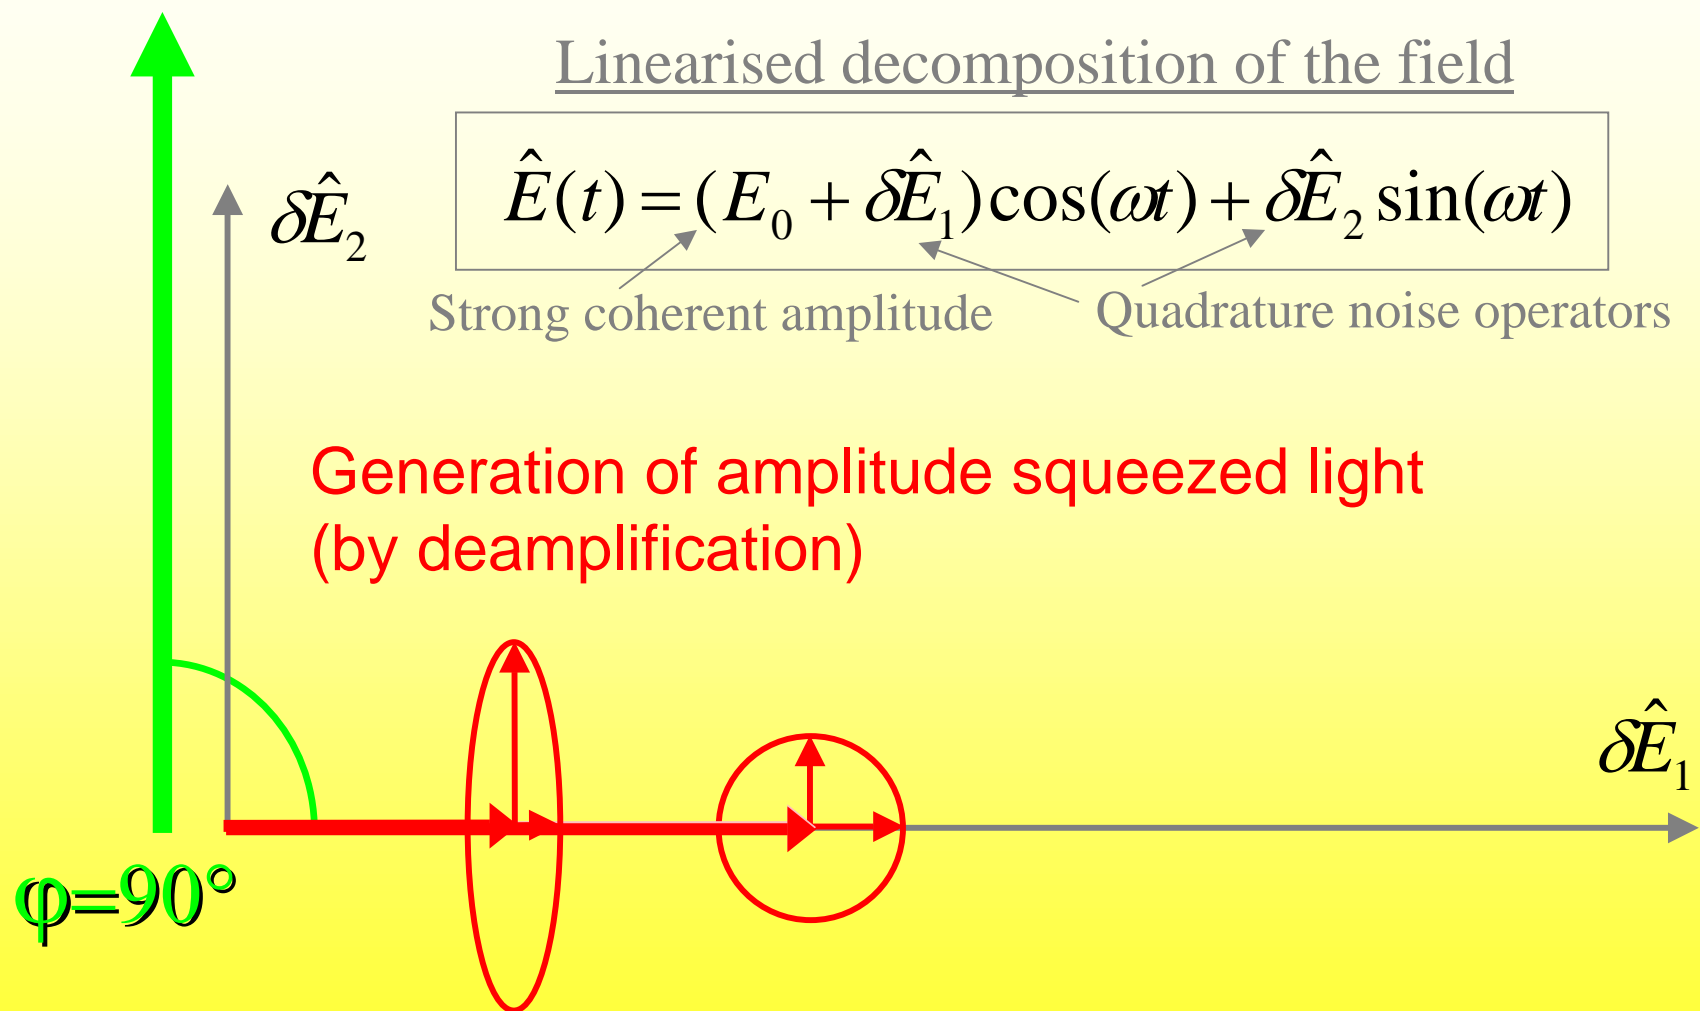 Linearised decomposition of the field
Ê(t) = (E₀ + δÊ₁)cos(ωt) + δÊ₂ sin(ωt)
δÊ₂
Strong coherent amplitude
Quadrature noise operators
Generation of amplitude squeezed light
(by deamplification)
δÊ₁
φ=90°